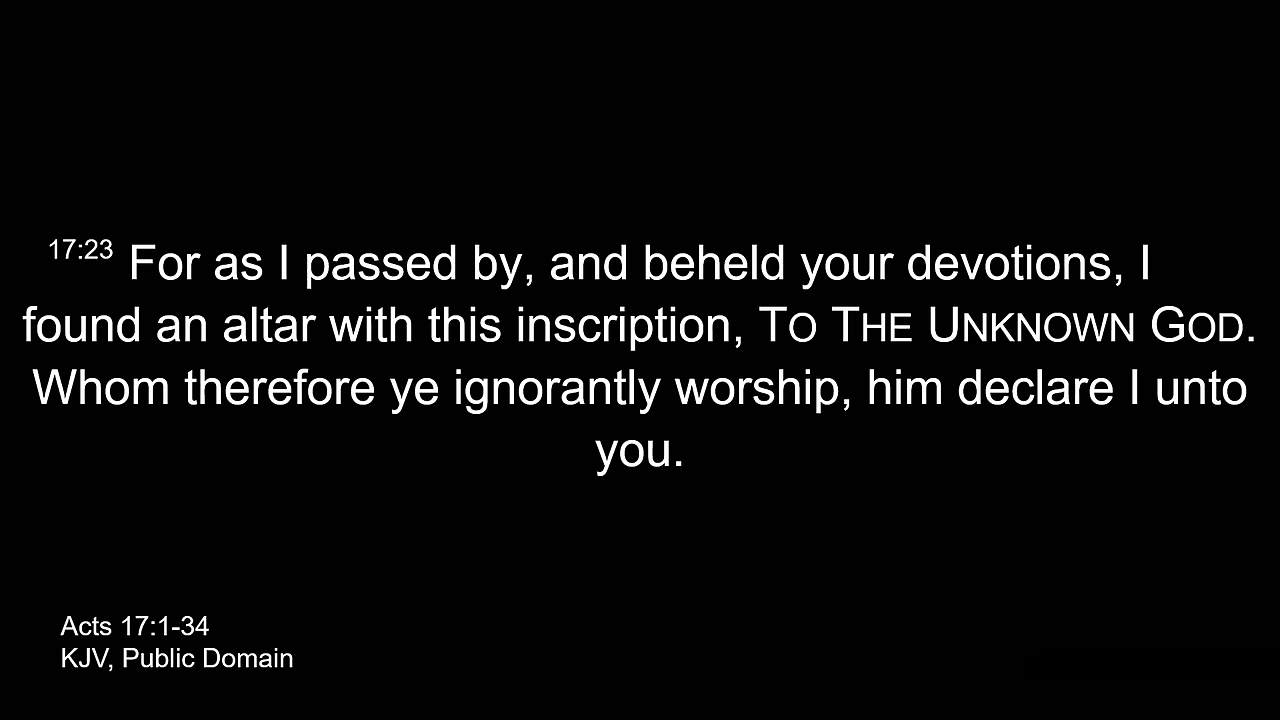 17:23 For as I passed by, and beheld your devotions, I
found an altar with this inscription, TO THE UNKNOWN GOD.
Whom therefore ye ignorantly worship, him declare I unto
you.
Acts 17:1-34
KJV, Public Domain